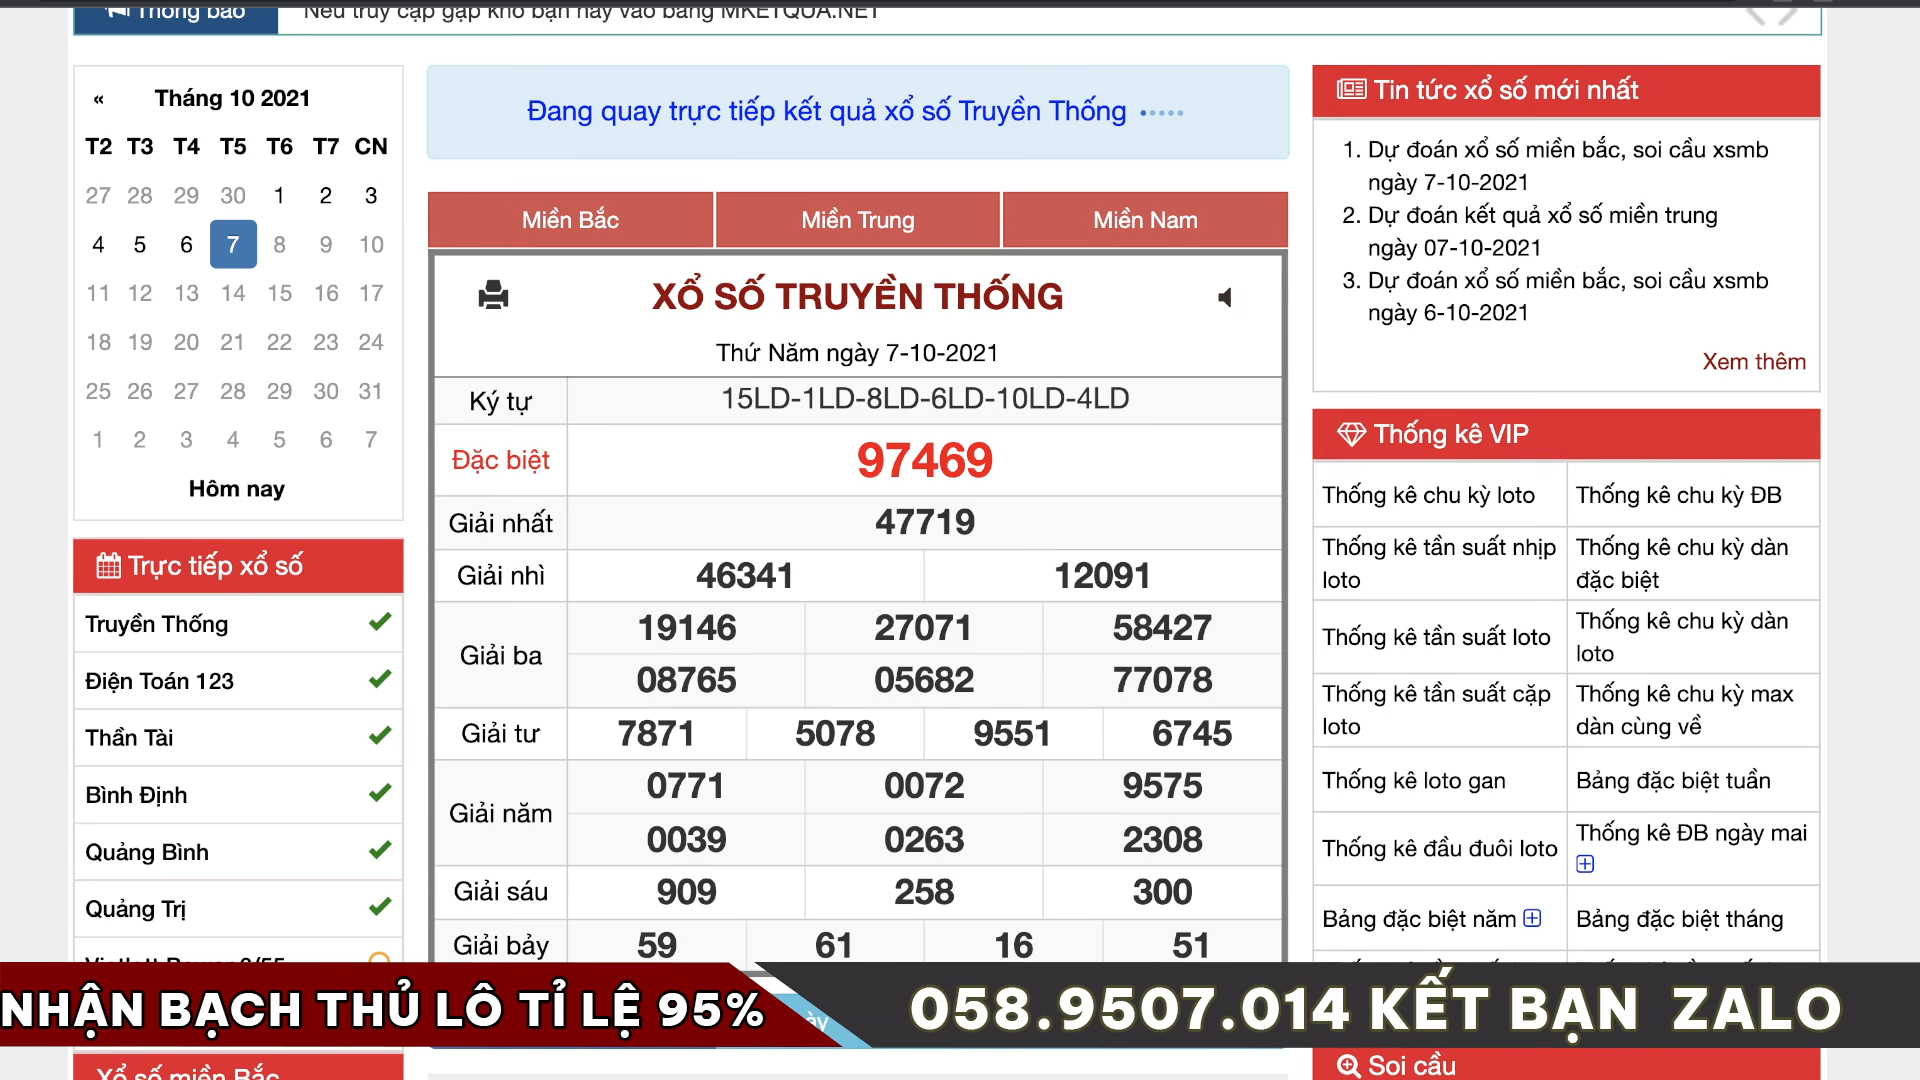 Thông báo
Nếu truy cập gặp khó bạn hãy vào bằng MKETQUA.NET
«
Tháng 10 2021
T2 T3 T4 T5 T6 T7 CN
27 28 29 30 1 2 3
4 5 6 7 8 9 10
11 12 13 14 15 16 17
18 19 20 21 22 23 24
25 26 27 28 29 30 31
1 2 3 4 5 6 7
Hôm nay
Trực tiếp xổ số
Truyền Thống
Điện Toán 123
Thần Tài
Bình Định
Quảng Bình
Quảng Trị
Xổ số miền Bắc
Đang quay trực tiếp kết quả xổ số Truyền Thống
Miền Bắc Miền Trung Miền Nam
XỔ SỐ TRUYỀN THỐNG
Thứ Năm ngày 7-10-2021
Ký tự 15LD-1LD-8LD-6LD-10LD-4LD
Đặc biệt 97469
Giải nhất 47719
Giải nhì 46341 12091
Giải ba 19146 27071 58427
08765 05682 77078
Giải tư 7871 5078 9551 6745
Giải năm 0771 0072 9575
0039 0263 2308
Giải sáu 909 258 300
Giải bảy 59 61 16 51
Tin tức xổ số mới nhất
1. Dự đoán xổ số miền bắc, soi cầu xsmb
ngày 7-10-2021
2. Dự đoán kết quả xổ số miền trung
ngày 07-10-2021
3. Dự đoán xổ số miền bắc, soi cầu xsmb
ngày 6-10-2021
Xem thêm
Thống kê VIP
Thống kê chu kỳ loto
Thống kê chu kỳ ĐB
Thống kê tần suất nhịp
loto
Thống kê chu kỳ dàn
đặc biệt
Thống kê tần suất loto
Thống kê chu kỳ dàn
loto
Thống kê tần suất cặp
loto
Thống kê chu kỳ max
dàn cùng về
Thống kê loto gan
Bảng đặc biệt tuần
Thống kê đầu đuôi loto
Thống kê ĐB ngày mai
Bảng đặc biệt năm
Bảng đặc biệt tháng
Soi cầu
NHẬN BẠCH THỦ LÔ TỈ LỆ 95%
058.9507.014 KẾT BẠN ZALO